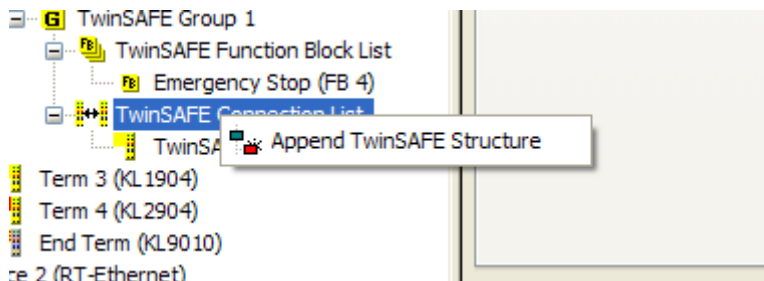 G TwinSAFE Group 1
FB TwinSAFE Function Block List
FB Emergency Stop (FB 4)
TwinSAFE Connection List
TwinSA
Append TwinSAFE Structure
Term 3 (KL1904)
Term 4 (KL2904)
End Term (KL9010)
ce 2 (RT-Ethernet)